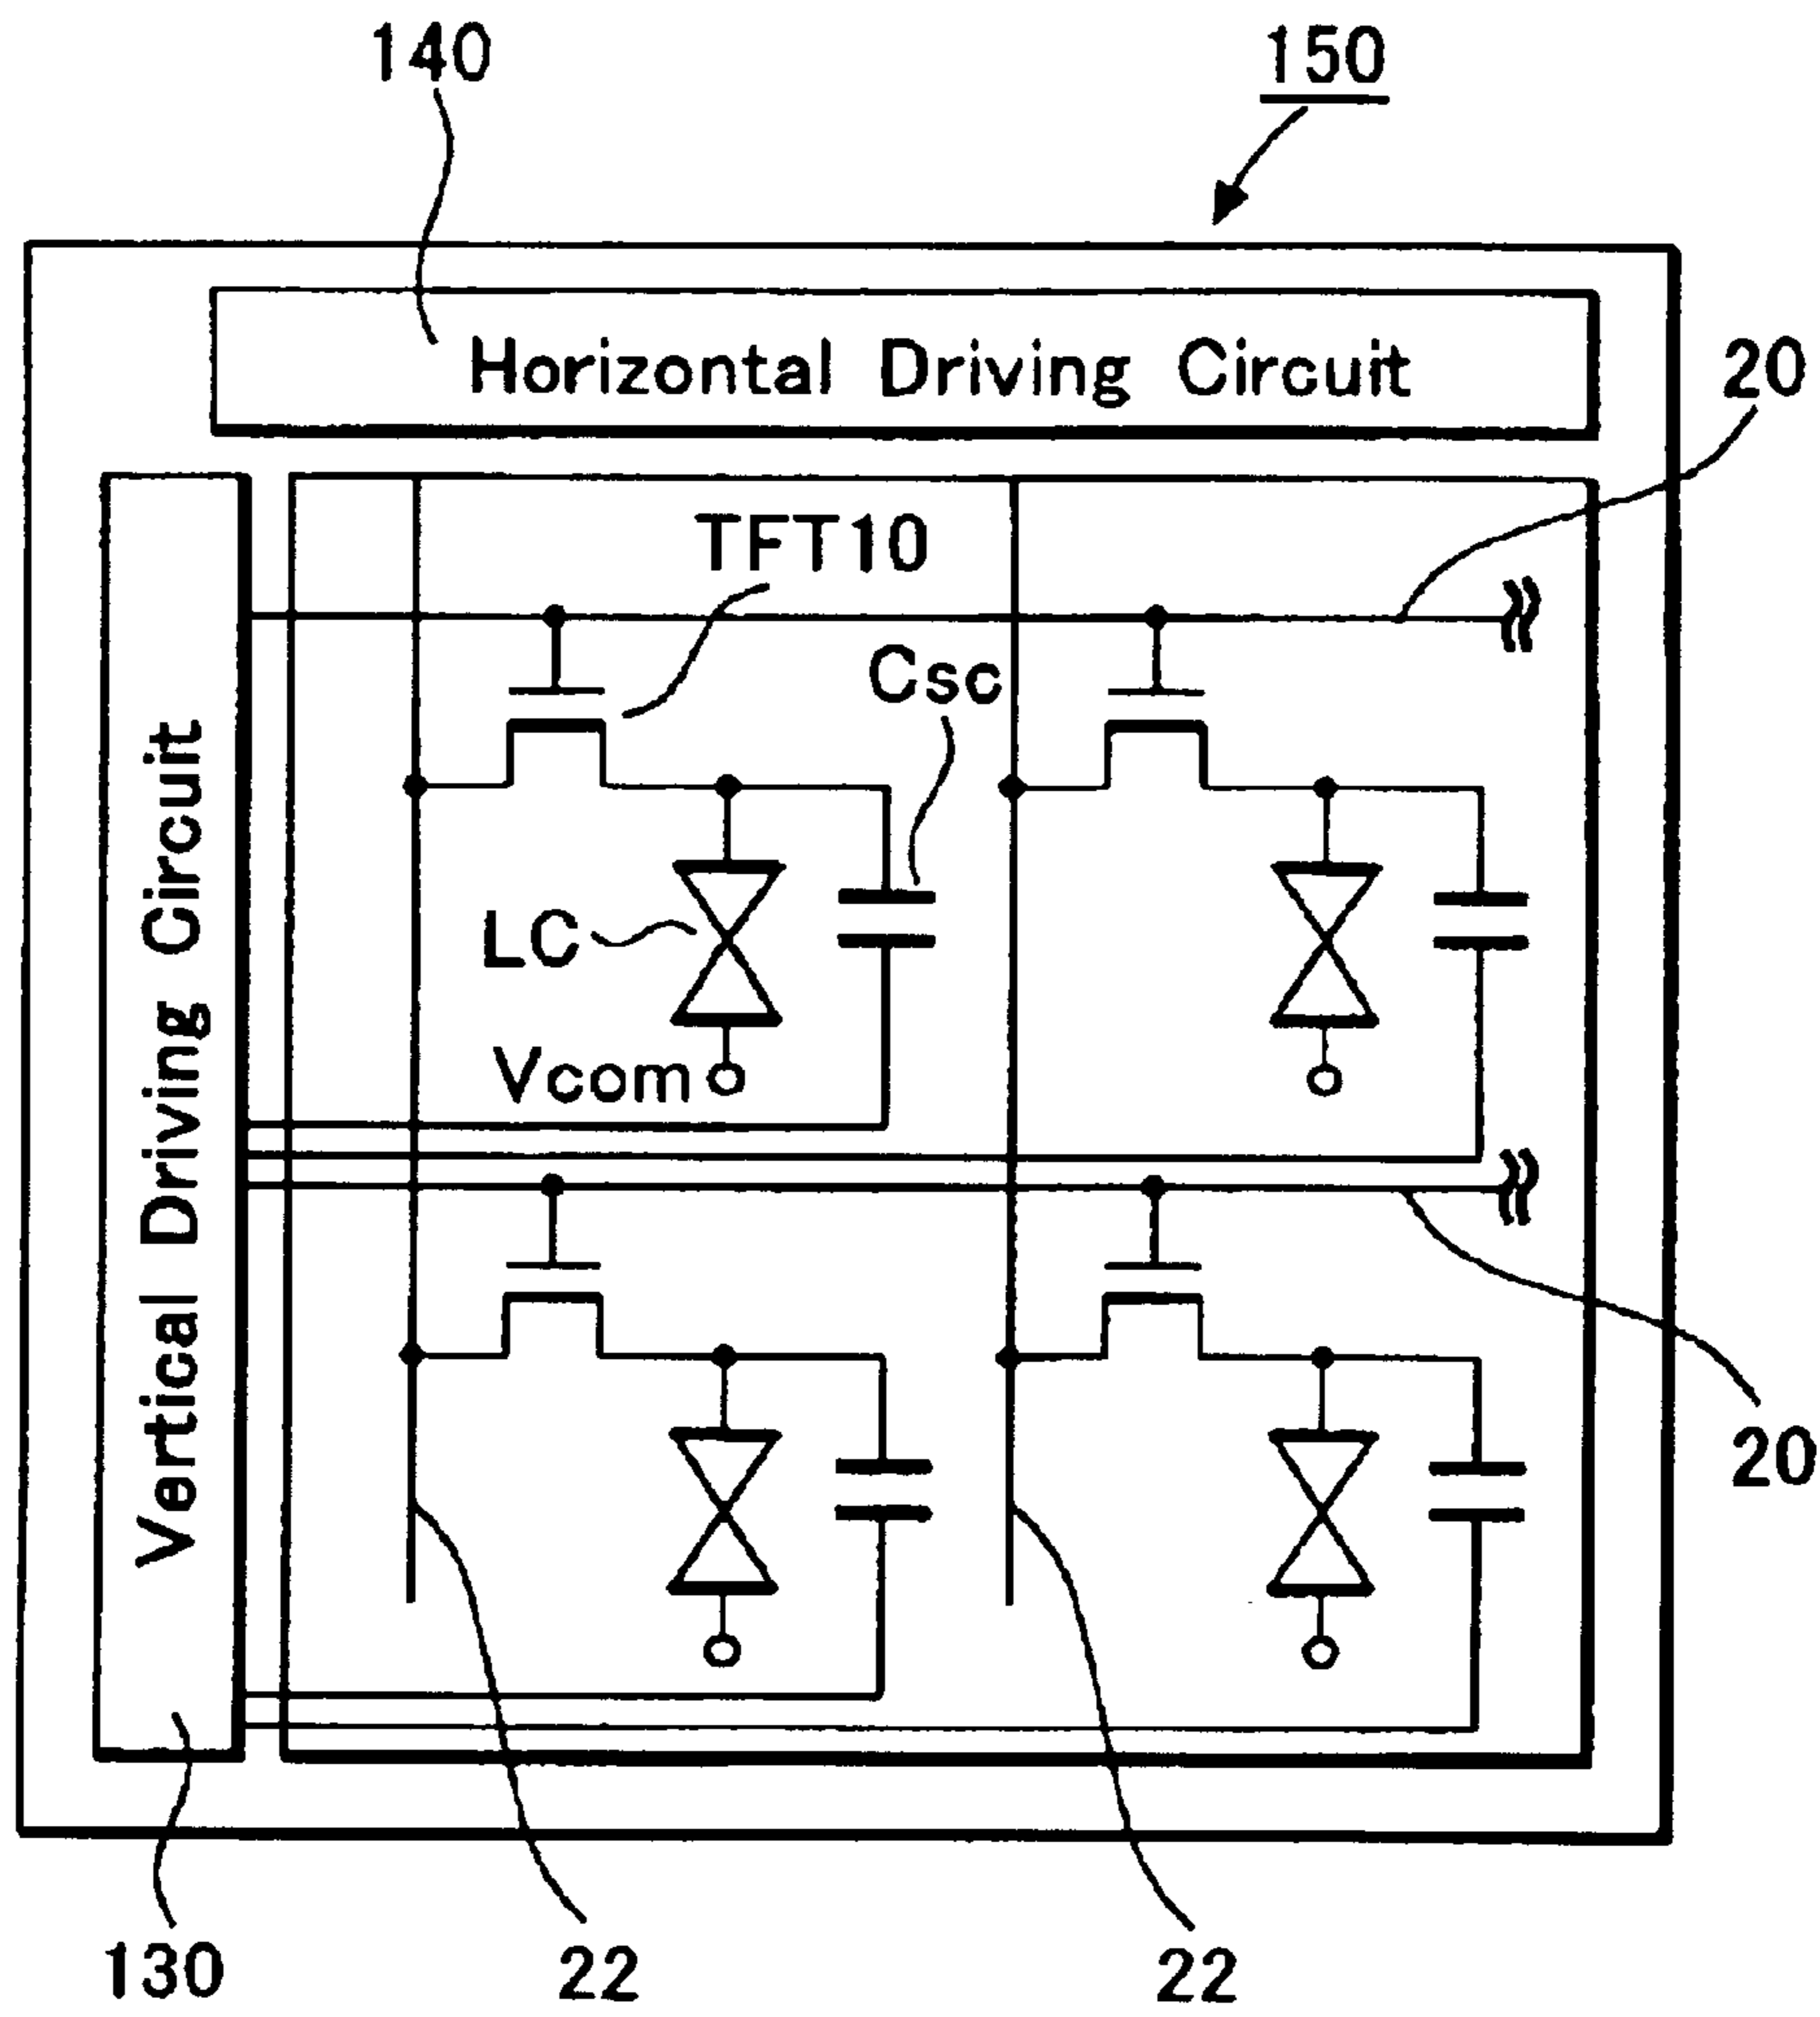 140
150
Horizontal Driving Circuit
20
TFT10
Csc
LC
Vcom
Vertical Driving Circuit
20
130
22
22